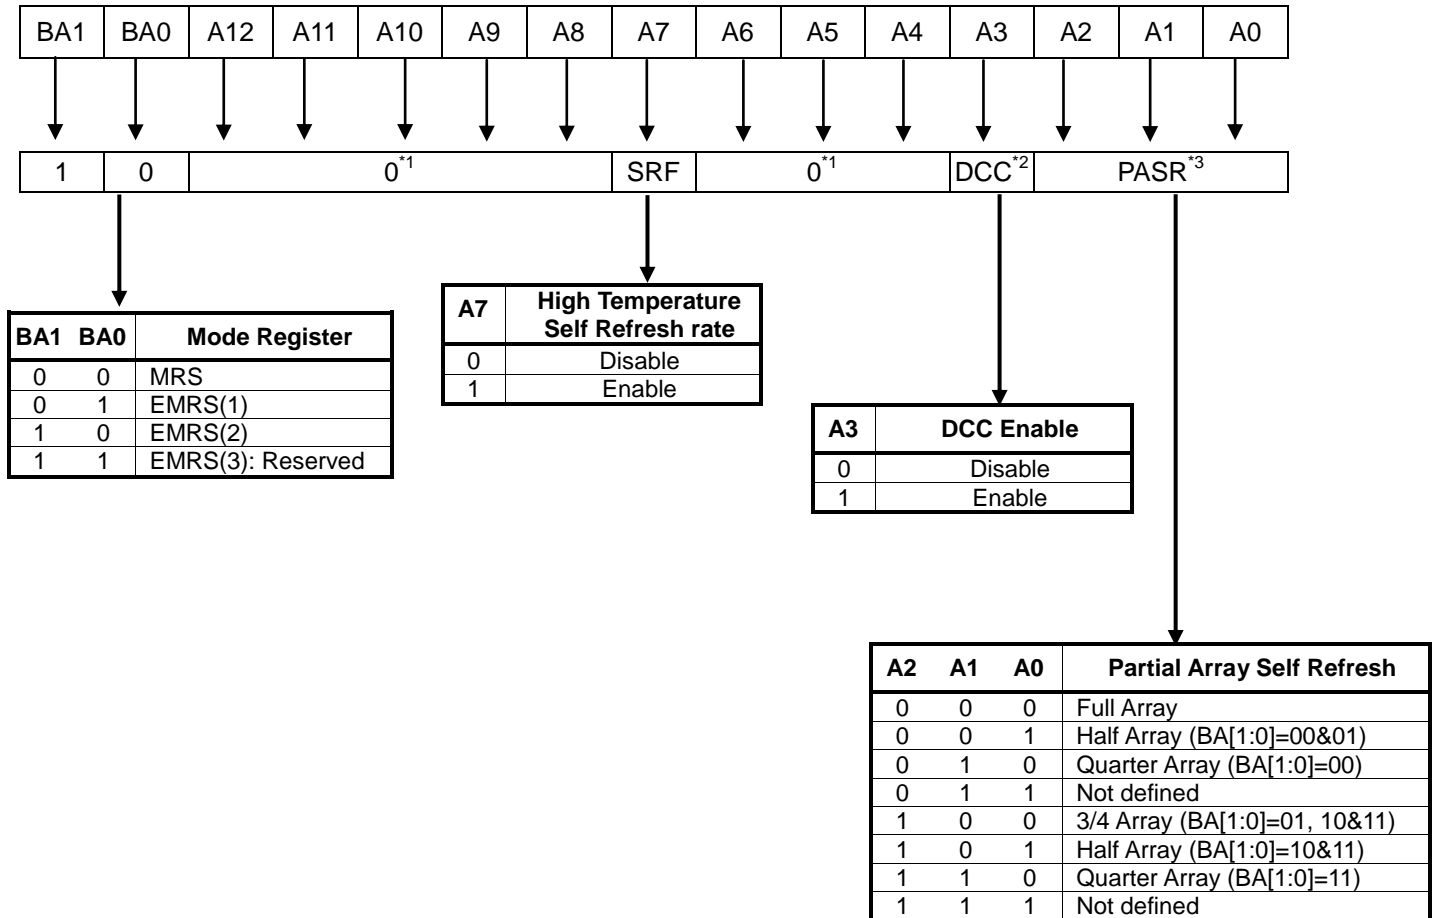 BA1 BA0 A12 A11 A10 A9 A8 A7 A6 A5 A4 A3 A2 A1 A0
1 0 0*1 SRF 0*1 DCC*2 PASR*3
BA1 BA0 Mode Register
0 0 MRS
0 1 EMRS(1)
1 0 EMRS(2)
1 1 EMRS(3): Reserved
A7 High Temperature
Self Refresh rate
0 Disable
1 Enable
A3 DCC Enable
0 Disable
1 Enable
A2 A1 A0 Partial Array Self Refresh
0 0 0 Full Array
0 0 1 Half Array (BA[1:0]=00&01)
0 1 0 Quarter Array (BA[1:0]=00)
0 1 1 Not defined
1 0 0 3/4 Array (BA[1:0]=01, 10&11)
1 0 1 Half Array (BA[1:0]=10&11)
1 1 0 Quarter Array (BA[1:0]=11)
1 1 1 Not defined